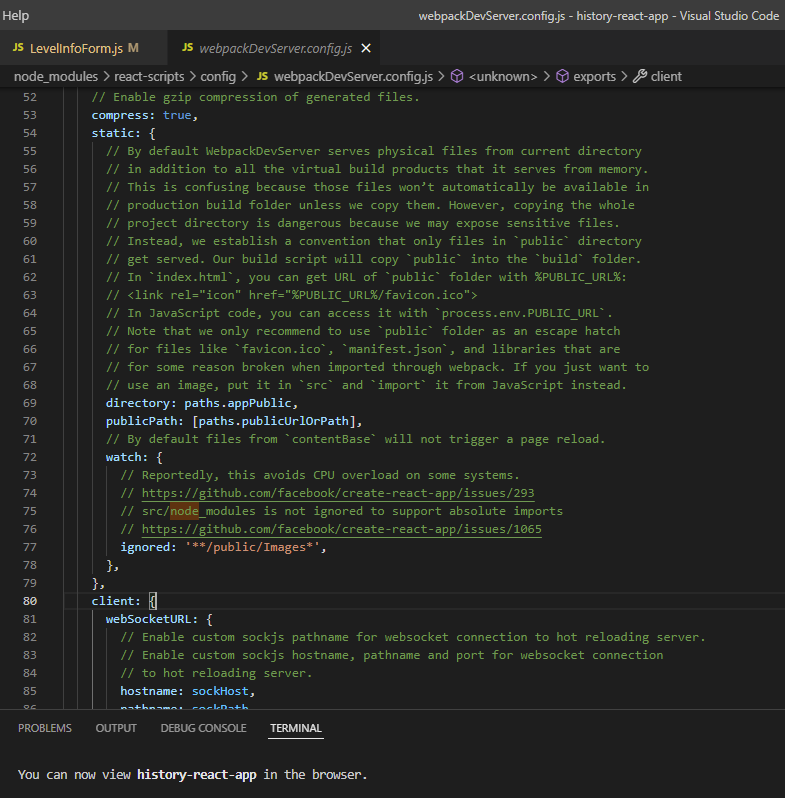 Help
webpackDevServer.config.js - history-react-app - Visual Studio Code
JS LevelInfoForm.js M
JS webpackDevServer.config.js
node_modules > react-scripts > config > JS webpackDevServer.config.js > <unknown> > exports > client
52 // Enable gzip compression of generated files.
53 compress: true,
54 static: {
55 // By default WebpackDevServer serves physical files from current directory
56 // in addition to all the virtual build products that it serves from memory.
57 // This is confusing because those files won’t automatically be available in
58 // production build folder unless we copy them. However, copying the whole
59 // project directory is dangerous because we may expose sensitive files.
60 // Instead, we establish a convention that only files in `public` directory
61 // get served. Our build script will copy `public` into the `build` folder.
62 // In `index.html`, you can get URL of `public` folder with %PUBLIC_URL%:
63 // <link rel="icon" href="%PUBLIC_URL%/favicon.ico">
64 // In JavaScript code, you can access it with `process.env.PUBLIC_URL`.
65 // Note that we only recommend to use `public` folder as an escape hatch
66 // for files like `favicon.ico`, `manifest.json`, and libraries that are
67 // for some reason broken when imported through webpack. If you just want to
68 // use an image, put it in `src` and `import` it from JavaScript instead.
69 directory: paths.appPublic,
70 publicPath: [paths.publicUrlOrPath],
71 // By default files from `contentBase` will not trigger a page reload.
72 watch: {
73 // Reportedly, this avoids CPU overload on some systems.
74 // https://github.com/facebook/create-react-app/issues/293
75 // src/node_modules is not ignored to support absolute imports
76 // https://github.com/facebook/create-react-app/issues/1065
77 ignored: '**/public/Images*',
78 },
79 },
80 client: {
81 webSocketURL: {
82 // Enable custom sockjs pathname for websocket connection to hot reloading server.
83 // Enable custom sockjs hostname, pathname and port for websocket connection
84 // to hot reloading server.
85 hostname: sockHost,
86 pathname: sockPath,
PROBLEMS OUTPUT DEBUG CONSOLE TERMINAL
You can now view history-react-app in the browser.